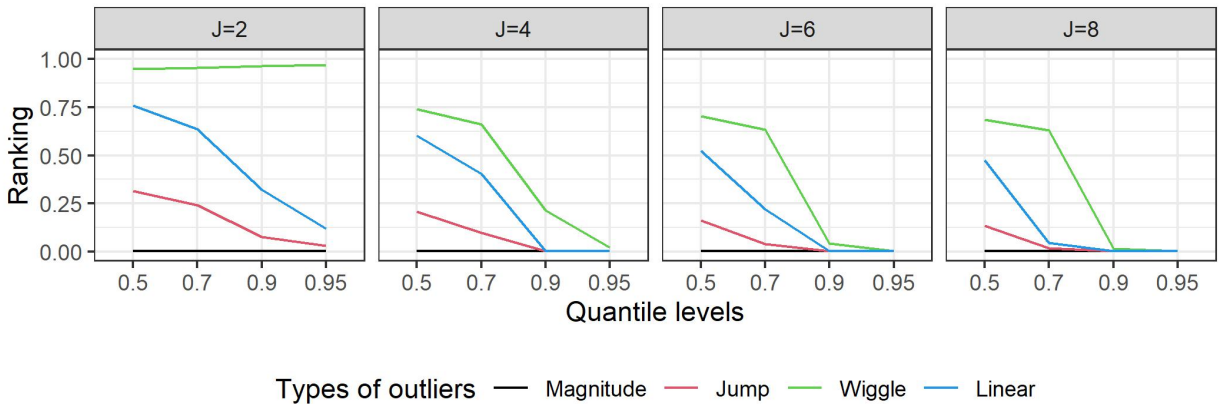 J=2 J=4 J=6 J=8
1.00
0.75
0.50
0.25
0.00
Ranking
0.5 0.7 0.9 0.95 0.5 0.7 0.9 0.95 0.5 0.7 0.9 0.95 0.5 0.7 0.9 0.95
Quantile levels
Types of outliers Magnitude Jump Wiggle Linear